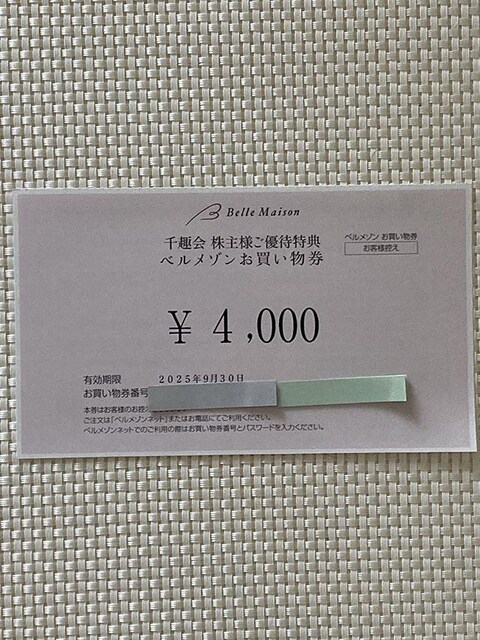 Belle Maison
千趣会 株主様ご優待特典
ベルメゾンお買い物券
ベルメゾン お買い物券
お客様控え
¥ 4,000
有効期限 2025年9月30日
お買い物券番号
本券はお客様のお控え
ご注文は「ベルメゾンネット」またはお電話にてご利用ください。
ベルメゾンネットでのご利用の際はお買い物券番号とパスワードを入力ください。